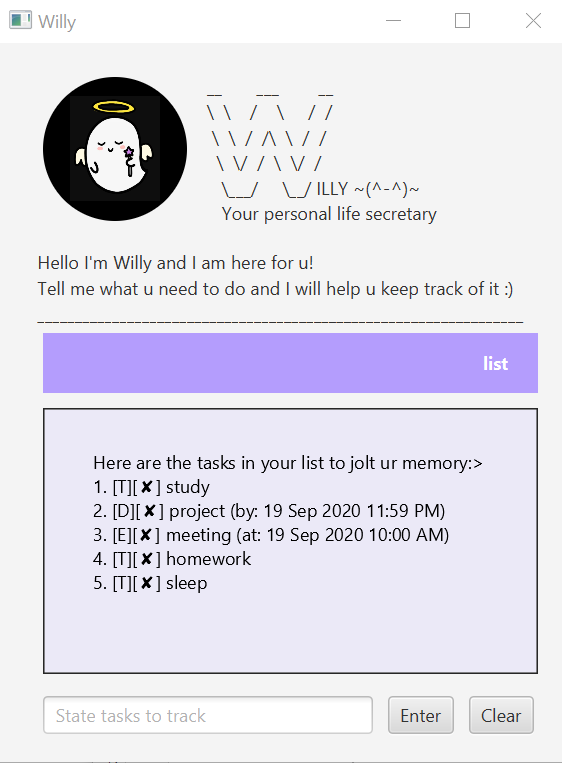 Willy
__ ___ __
\ \ / \ / /
\ \ / /\ \ / /
\ \/ / \ \/ /
\___/ \__/ ILLY ~(^-^)~
Your personal life secretary
Hello I'm Willy and I am here for u!
Tell me what u need to do and I will help u keep track of it :)
list
Here are the tasks in your list to jolt ur memory:>
1. [T][✘] study
2. [D][✘] project (by: 19 Sep 2020 11:59 PM)
3. [E][✘] meeting (at: 19 Sep 2020 10:00 AM)
4. [T][✘] homework
5. [T][✘] sleep
State tasks to track
Enter
Clear